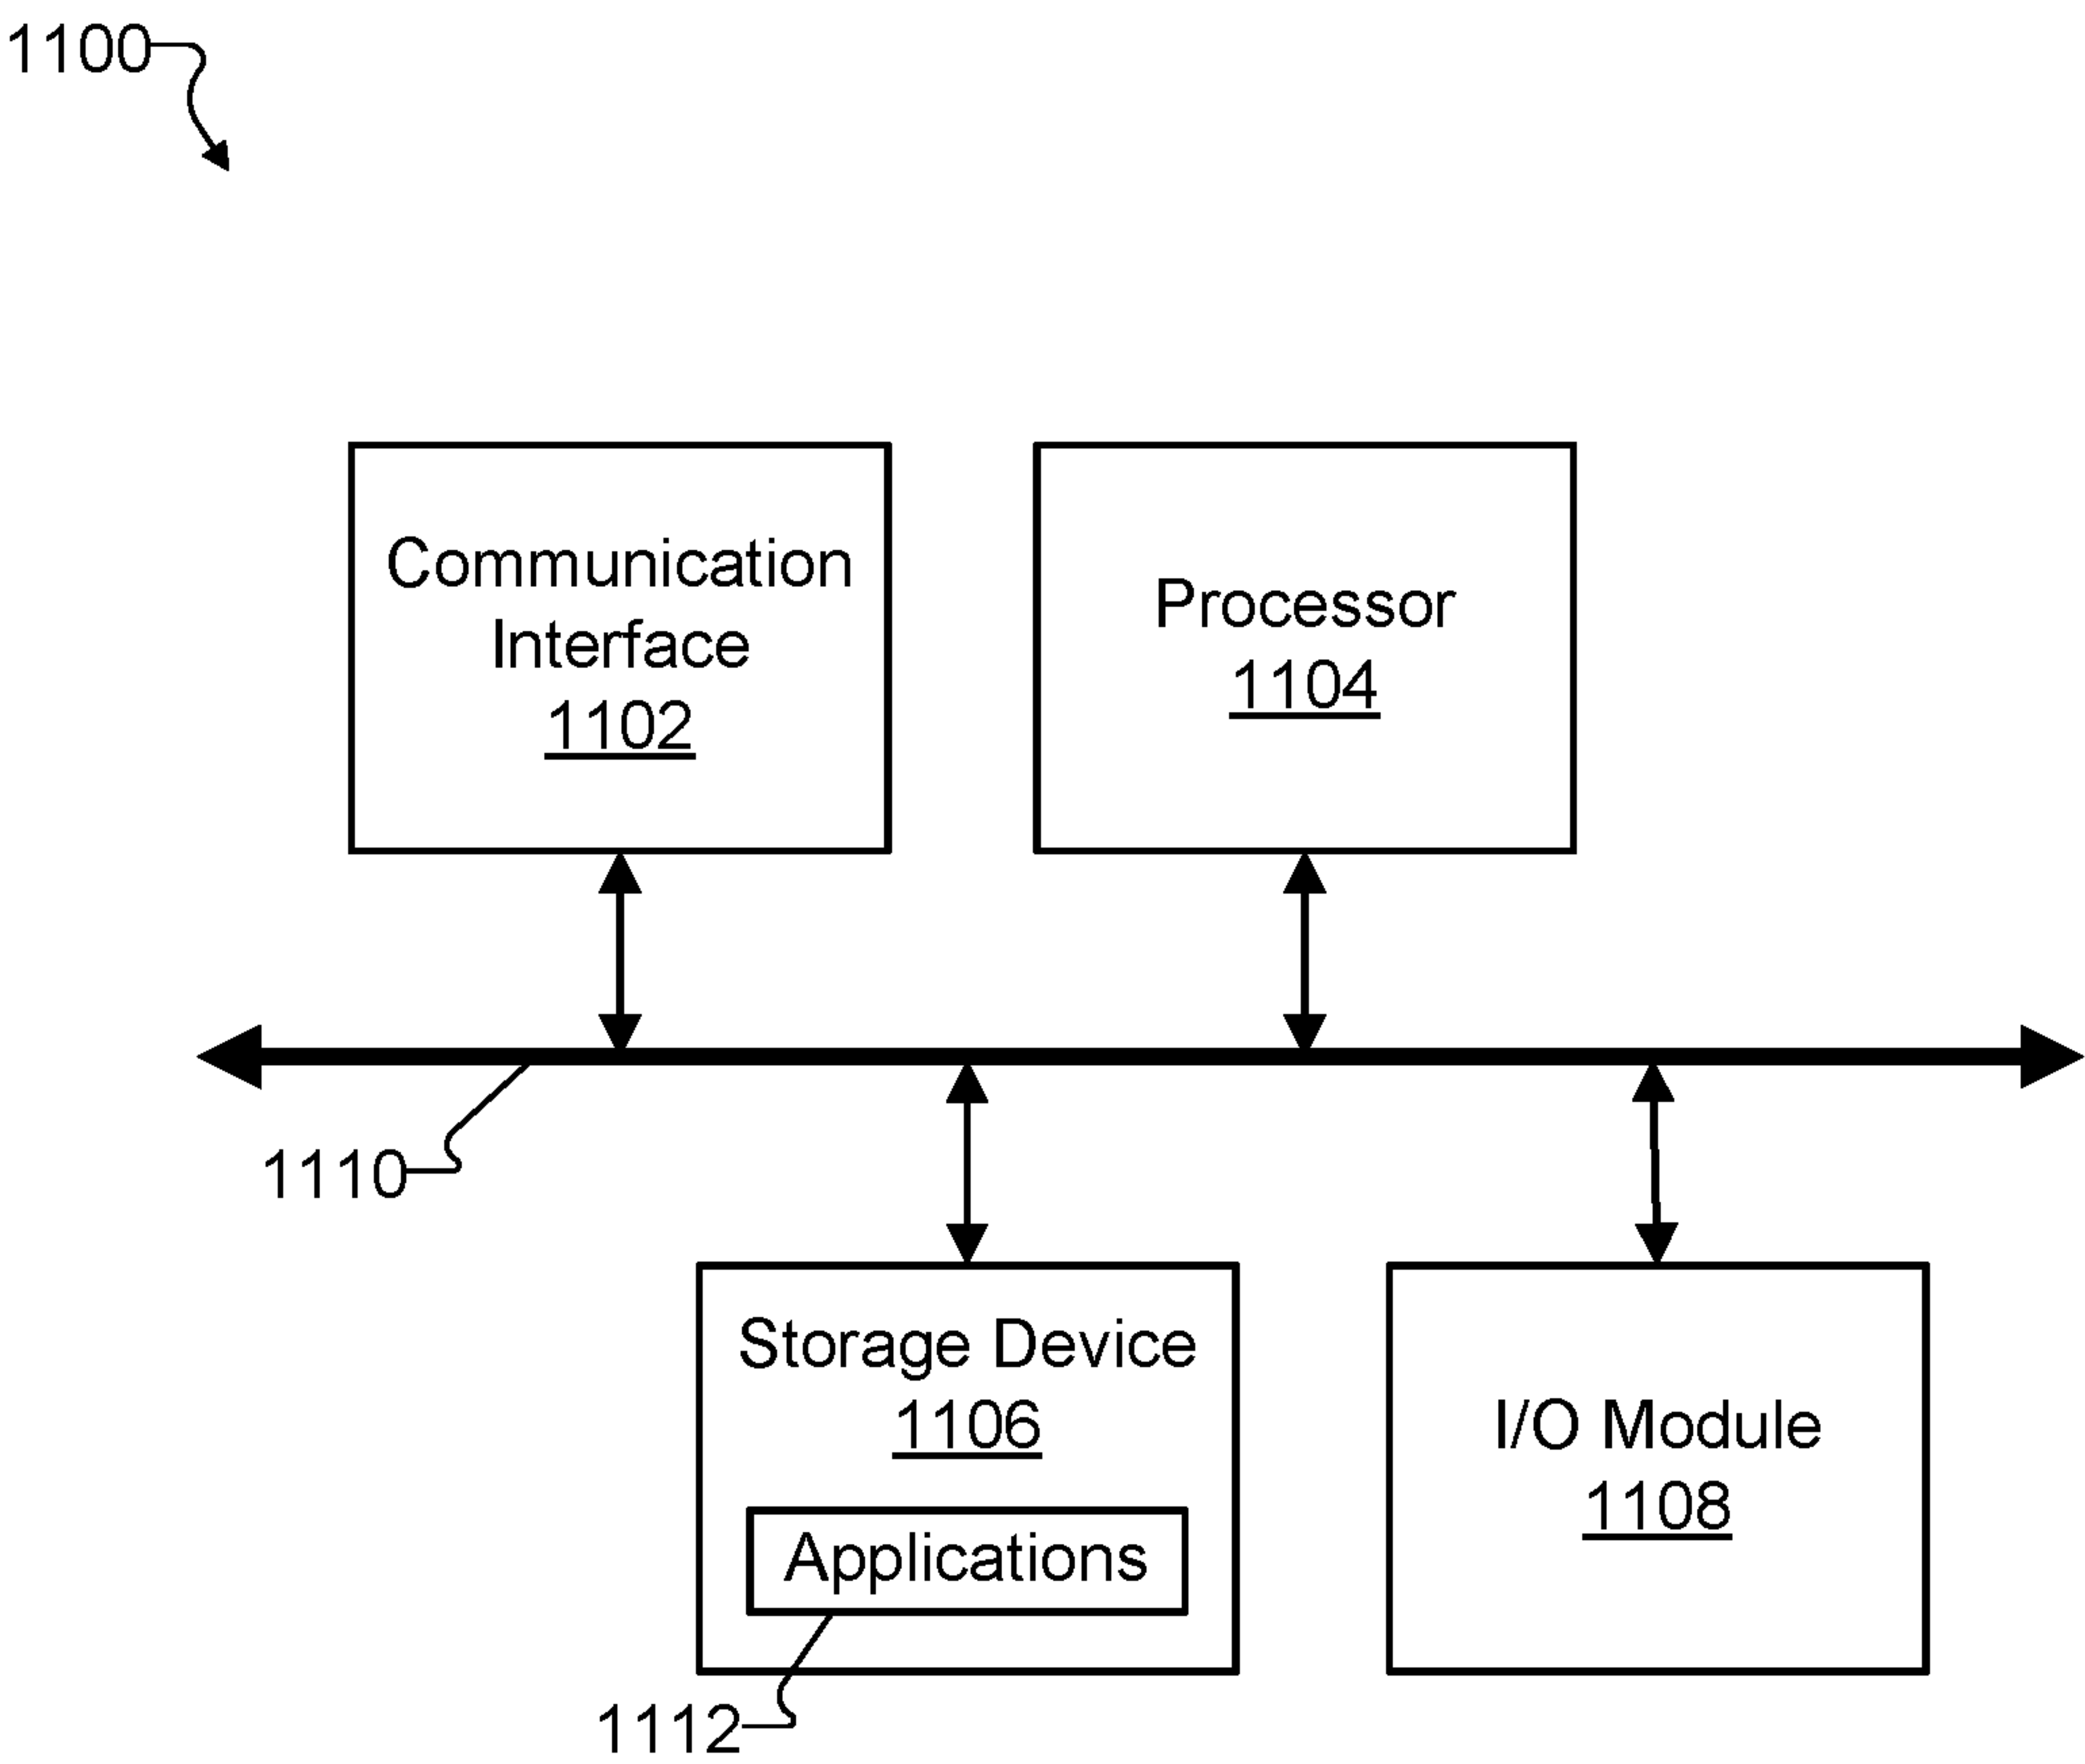 1100
Communication
Interface
1102
Processor
1104
1110
Storage Device
1106
Applications
1112
I/O Module
1108